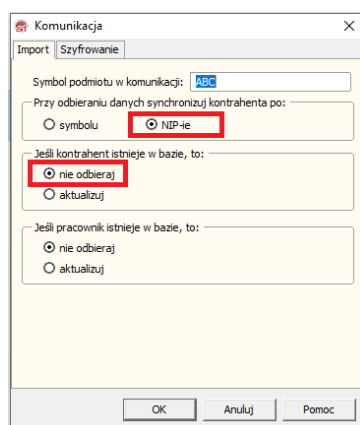 Komunikacja
Import Szyfrowanie
Symbol podmiotu w komunikacji: ABC
Przy odbieraniu danych synchronizuj kontrahenta po:
symbolu NIP-ie
Jeśli kontrahent istnieje w bazie, to:
nie odbieraj
aktualizuj
Jeśli pracownik istnieje w bazie, to:
nie odbieraj
aktualizuj
OK Anuluj Pomoc